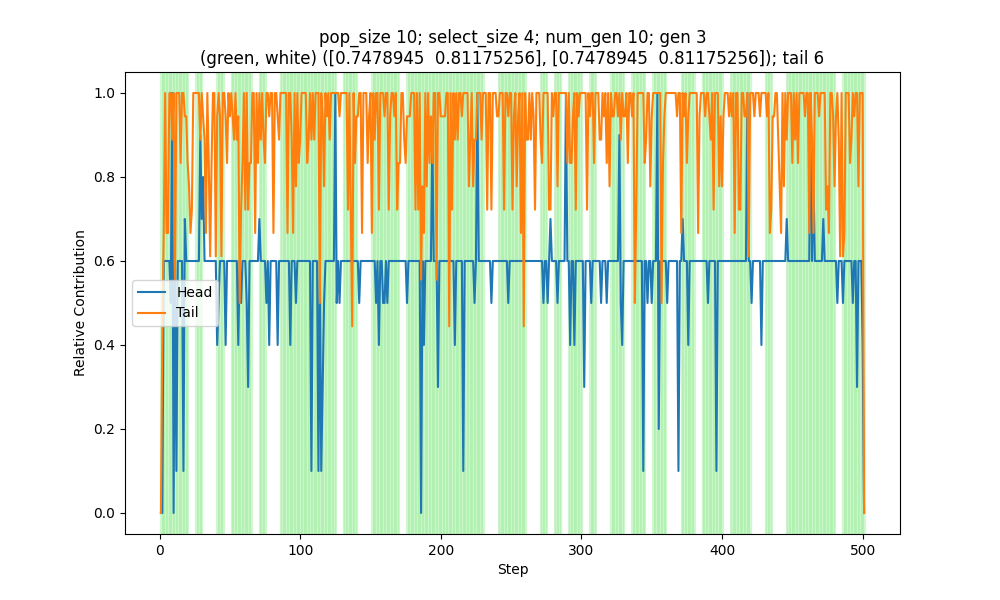 pop_size 10; select_size 4; num_gen 10; gen 3
(green, white) ([0.7478945  0.81175256], [0.7478945  0.81175256]); tail 6
1.0
0.8
0.6
0.4
0.2
0.0
Relative Contribution
Head
Tail
0 100 200 300 400 500
Step